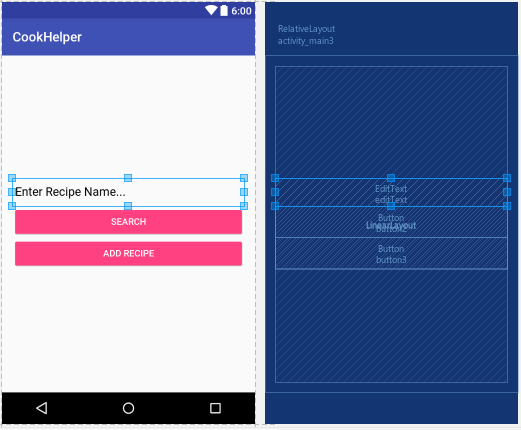 6:00
CookHelper
Enter Recipe Name...
SEARCH
ADD RECIPE
RelativeLayout
activity_main3
EditText
editText
Button
LinearLayout
Button
button3